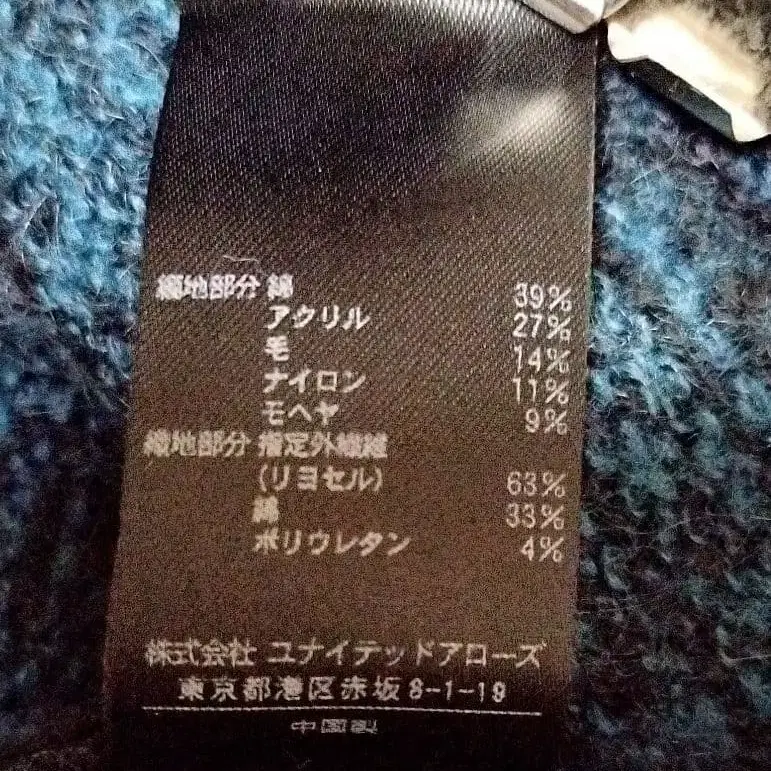 編地部分 綿 39%
アクリル 27%
毛 14%
ナイロン 11%
モヘヤ 9%
織地部分 指定外繊維
(リヨセル) 63%
綿 33%
ポリウレタン 4%
株式会社 ユナイテッドアローズ
東京都港区赤坂8-1-19
中国製